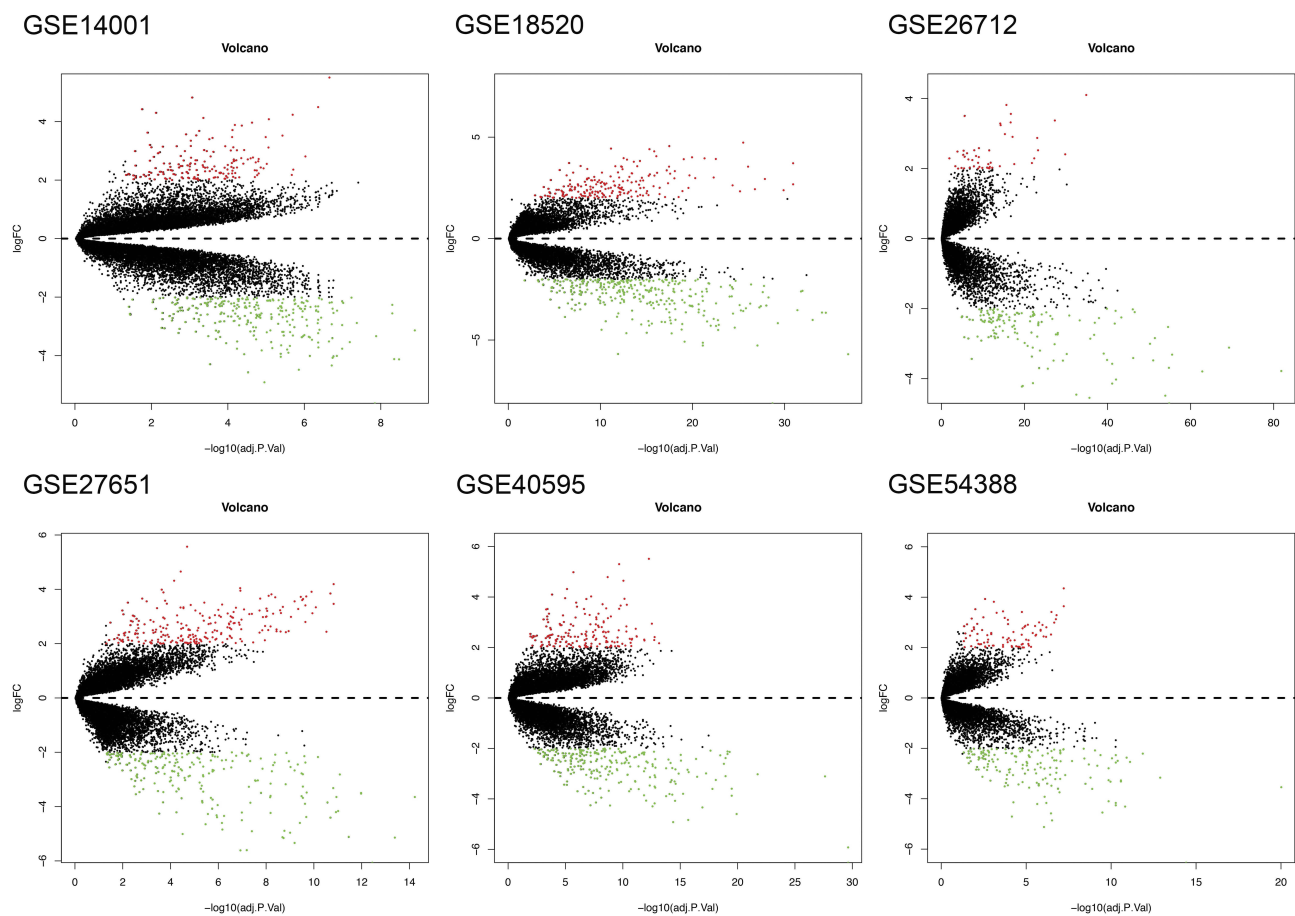 GSE14001
Volcano
logFC
4
2
0
−2
−4
0 2 4 6 8
−log10(adj.P.Val)
GSE18520
Volcano
logFC
5
0
−5
0 10 20 30
−log10(adj.P.Val)
GSE26712
Volcano
logFC
4
2
0
−2
−4
0 20 40 60 80
−log10(adj.P.Val)
GSE27651
Volcano
logFC
6
4
2
0
−2
−4
−6
0 2 4 6 8 10 12 14
−log10(adj.P.Val)
GSE40595
Volcano
logFC
6
4
2
0
−2
−4
−6
0 5 10 15 20 25 30
−log10(adj.P.Val)
GSE54388
Volcano
logFC
6
4
2
0
−2
−4
−6
0 5 10 15 20
−log10(adj.P.Val)